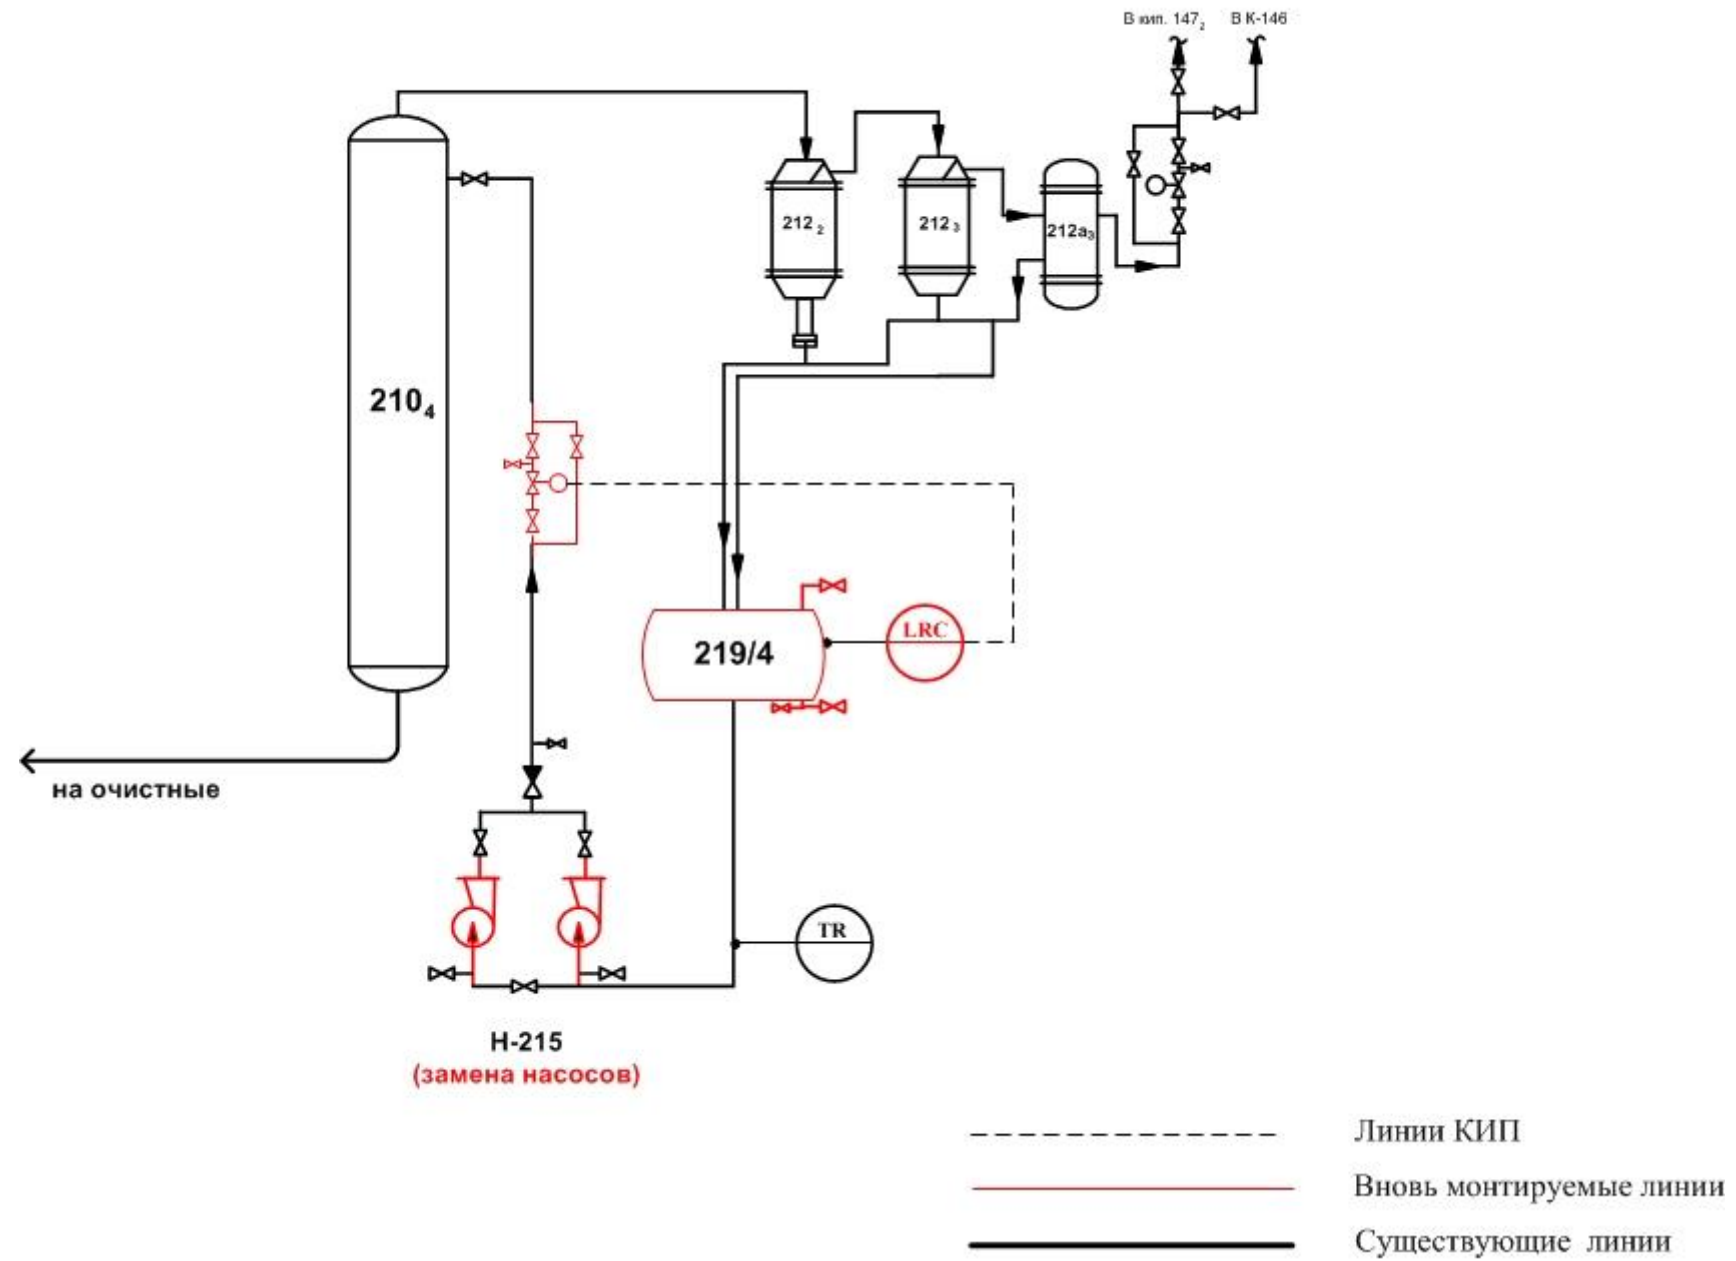 В кип. 147₂ В К-146
212₂
212₃
212а₃
210₄
LRC
219/4
на очистные
TR
Н-215
(замена насосов)
Линии КИП
Вновь монтируемые линии
Существующие линии